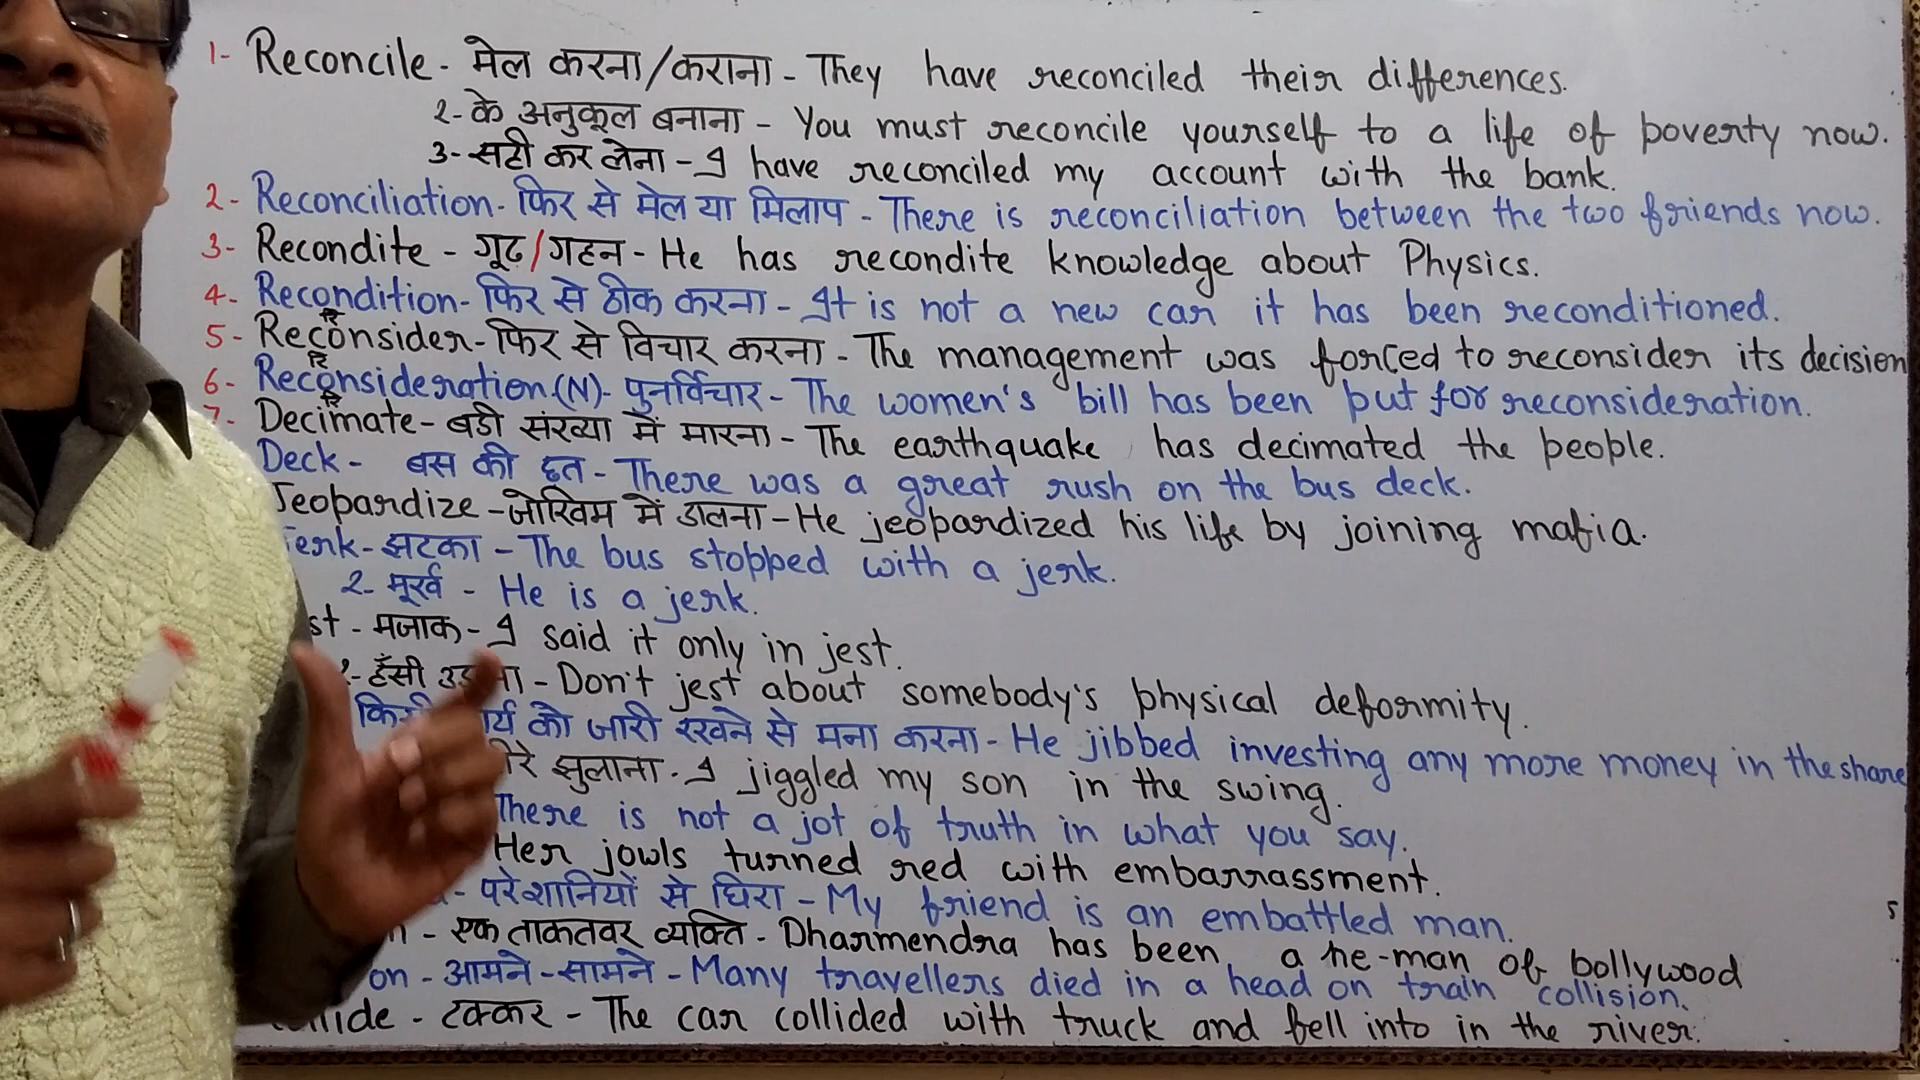 1- Reconcile - मेल करना/कराना - They have reconciled their differences.
2- के अनुकूल बनाना - You must reconcile yourself to a life of poverty now.
3- सही कर लेना - I have reconciled my account with the bank.
2- Reconciliation - फिर से मेल या मिलाप - There is reconciliation between the two friends now.
3- Recondite - गूढ़/गहन - He has recondite knowledge about Physics.
4- Recondition - फिर से ठीक करना - It is not a new car it has been reconditioned.
रि
5- Reconsider - फिर से विचार करना - The management was forced to reconsider its decision
रि
6- Reconsideration (N) - पुनर्विचार - The women's bill has been put for reconsideration.
रि
7- Decimate - बडी संख्या में मारना - The earthquake has decimated the people.
Deck - बस की छत - There was a great rush on the bus deck.
Jeopardize - जोखिम में डालना - He jeopardized his life by joining mafia.
Jerk - झटका - The bus stopped with a jerk.
2- मूर्ख - He is a jerk.
st - मजाक - I said it only in jest.
2- हँसी - Don't jest about somebody's physical deformity.
को जारी रखने से मना करना - He jibbed investing any more money in the share
झुलाना - I jiggled my son in the swing.
There is not a jot of truth in what you say.
Her jowls turned red with embarrassment.
- परेशानियों से घिरा - My friend is an embattled man.
- एक ताकतवर व्यक्ति - Dharmendra has been a he-man of bollywood
5
on - आमने-सामने - Many travellers died in a head on train collision.
llide - टक्कर - The car collided with truck and fell into in the river.